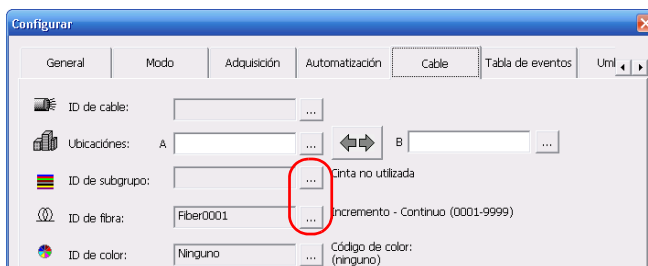 Configurar
General Modo Adquisición Automatización Cable Tabla de eventos Uml
ID de cable: ...
Ubicaciónes: A ... B ...
ID de subgrupo: ... Cinta no utilizada
ID de fibra: Fiber0001 ... Incremento - Continuo (0001-9999)
ID de color: Ninguno ... Código de color:
(ninguno)